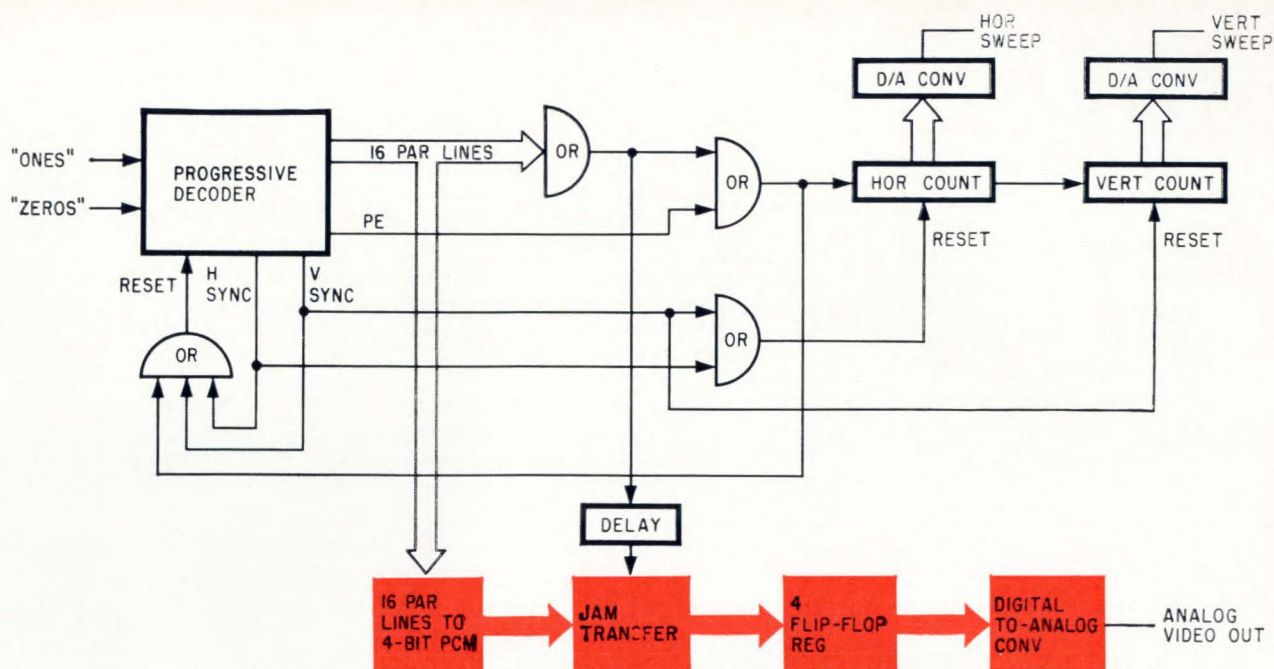 HOR
SWEEP
VERT
SWEEP
D/A CONV
D/A CONV
"ONES"
"ZEROS"
PROGRESSIVE
DECODER
16 PAR LINES
OR
OR
HOR COUNT
VERT COUNT
PE
RESET
RESET
RESET
H
SYNC
V
SYNC
OR
OR
DELAY
16 PAR
LINES TO
4-BIT PCM
JAM
TRANSFER
4
FLIP-FLOP
REG
DIGITAL
TO-ANALOG
CONV
ANALOG
VIDEO OUT